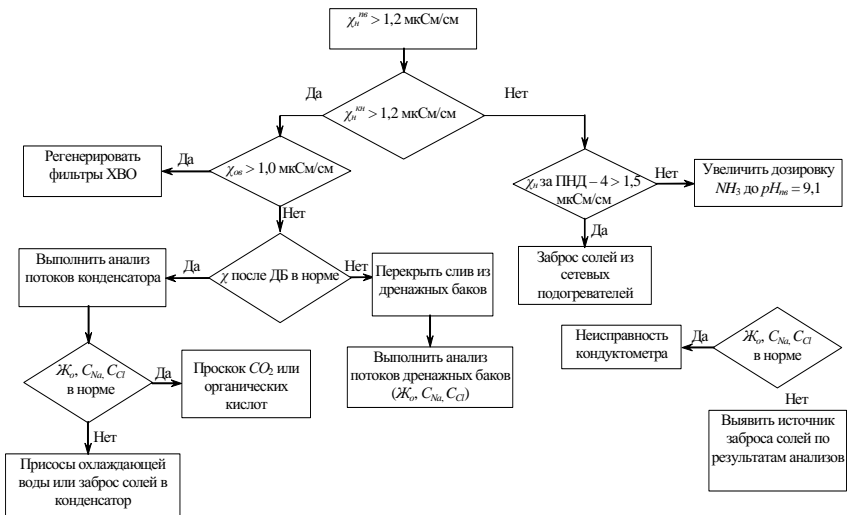 χₙᵖᵛ > 1,2 мкСм/см
Да
Нет
χₙᵏⁿ > 1,2 мкСм/см
Регенерировать
фильтры ХВО
Да
χов > 1,0 мкСм/см
Нет
χн за ПНД – 4 > 1,5
мкСм/см
Нет
Увеличить дозировку
NH₃ до pHпв = 9,1
Да
Заброс солей из
сетевых
подогревателей
Выполнить анализ
потоков конденсатора
Да
χ после ДБ в норме
Нет
Перекрыть слив из
дренажных баков
Выполнить анализ
потоков дренажных баков
(Жо, CNa, CCl)
Неисправность
кондуктометра
Да
Жо, CNa, CCl
в норме
Нет
Выявить источник
заброса солей по
результатам анализов
Жо, CNa, CCl
в норме
Да
Проскок CO₂ или
органических
кислот
Нет
Присосы охлаждающей
воды или заброс солей в
конденсатор